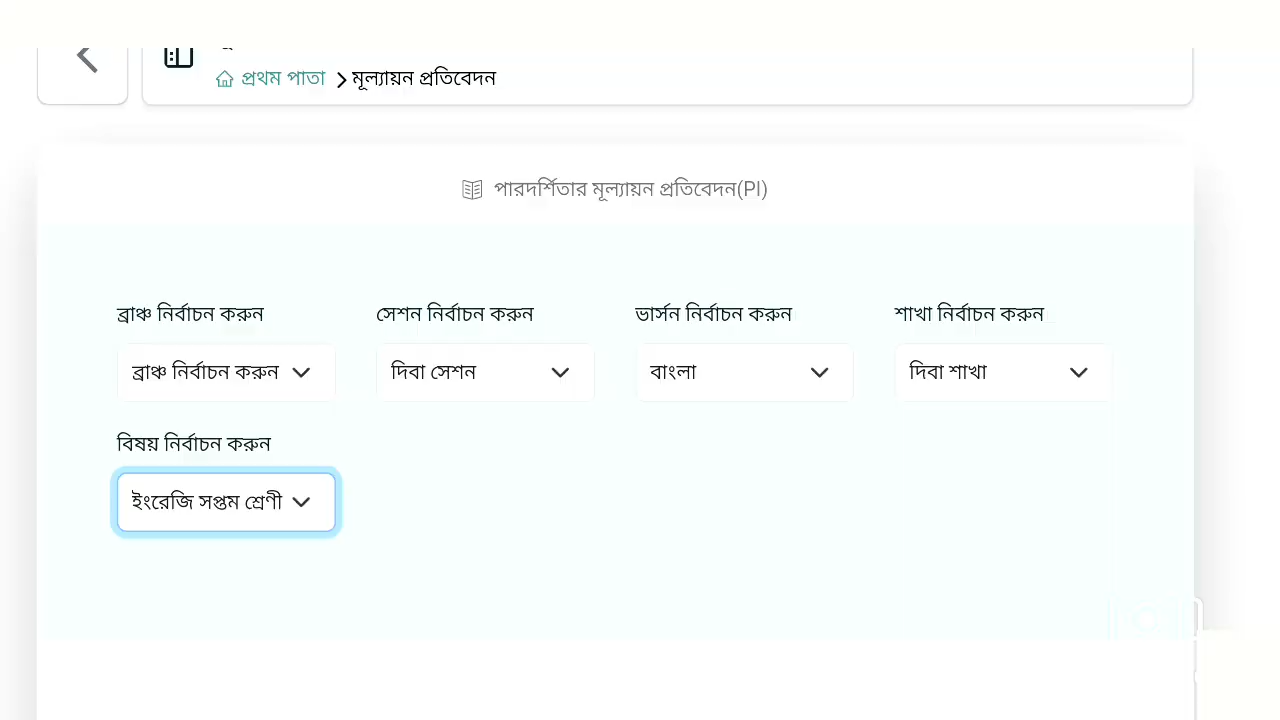 প্রথম পাতা > মূল্যায়ন প্রতিবেদন
পারদর্শিতার মূল্যায়ন প্রতিবেদন(PI)
ব্রাঞ্চ নির্বাচন করুন সেশন নির্বাচন করুন ভার্সন নির্বাচন করুন শাখা নির্বাচন করুন
ব্রাঞ্চ নির্বাচন করুন দিবা সেশন বাংলা দিবা শাখা
বিষয় নির্বাচন করুন
ইংরেজি সপ্তম শ্রেণী